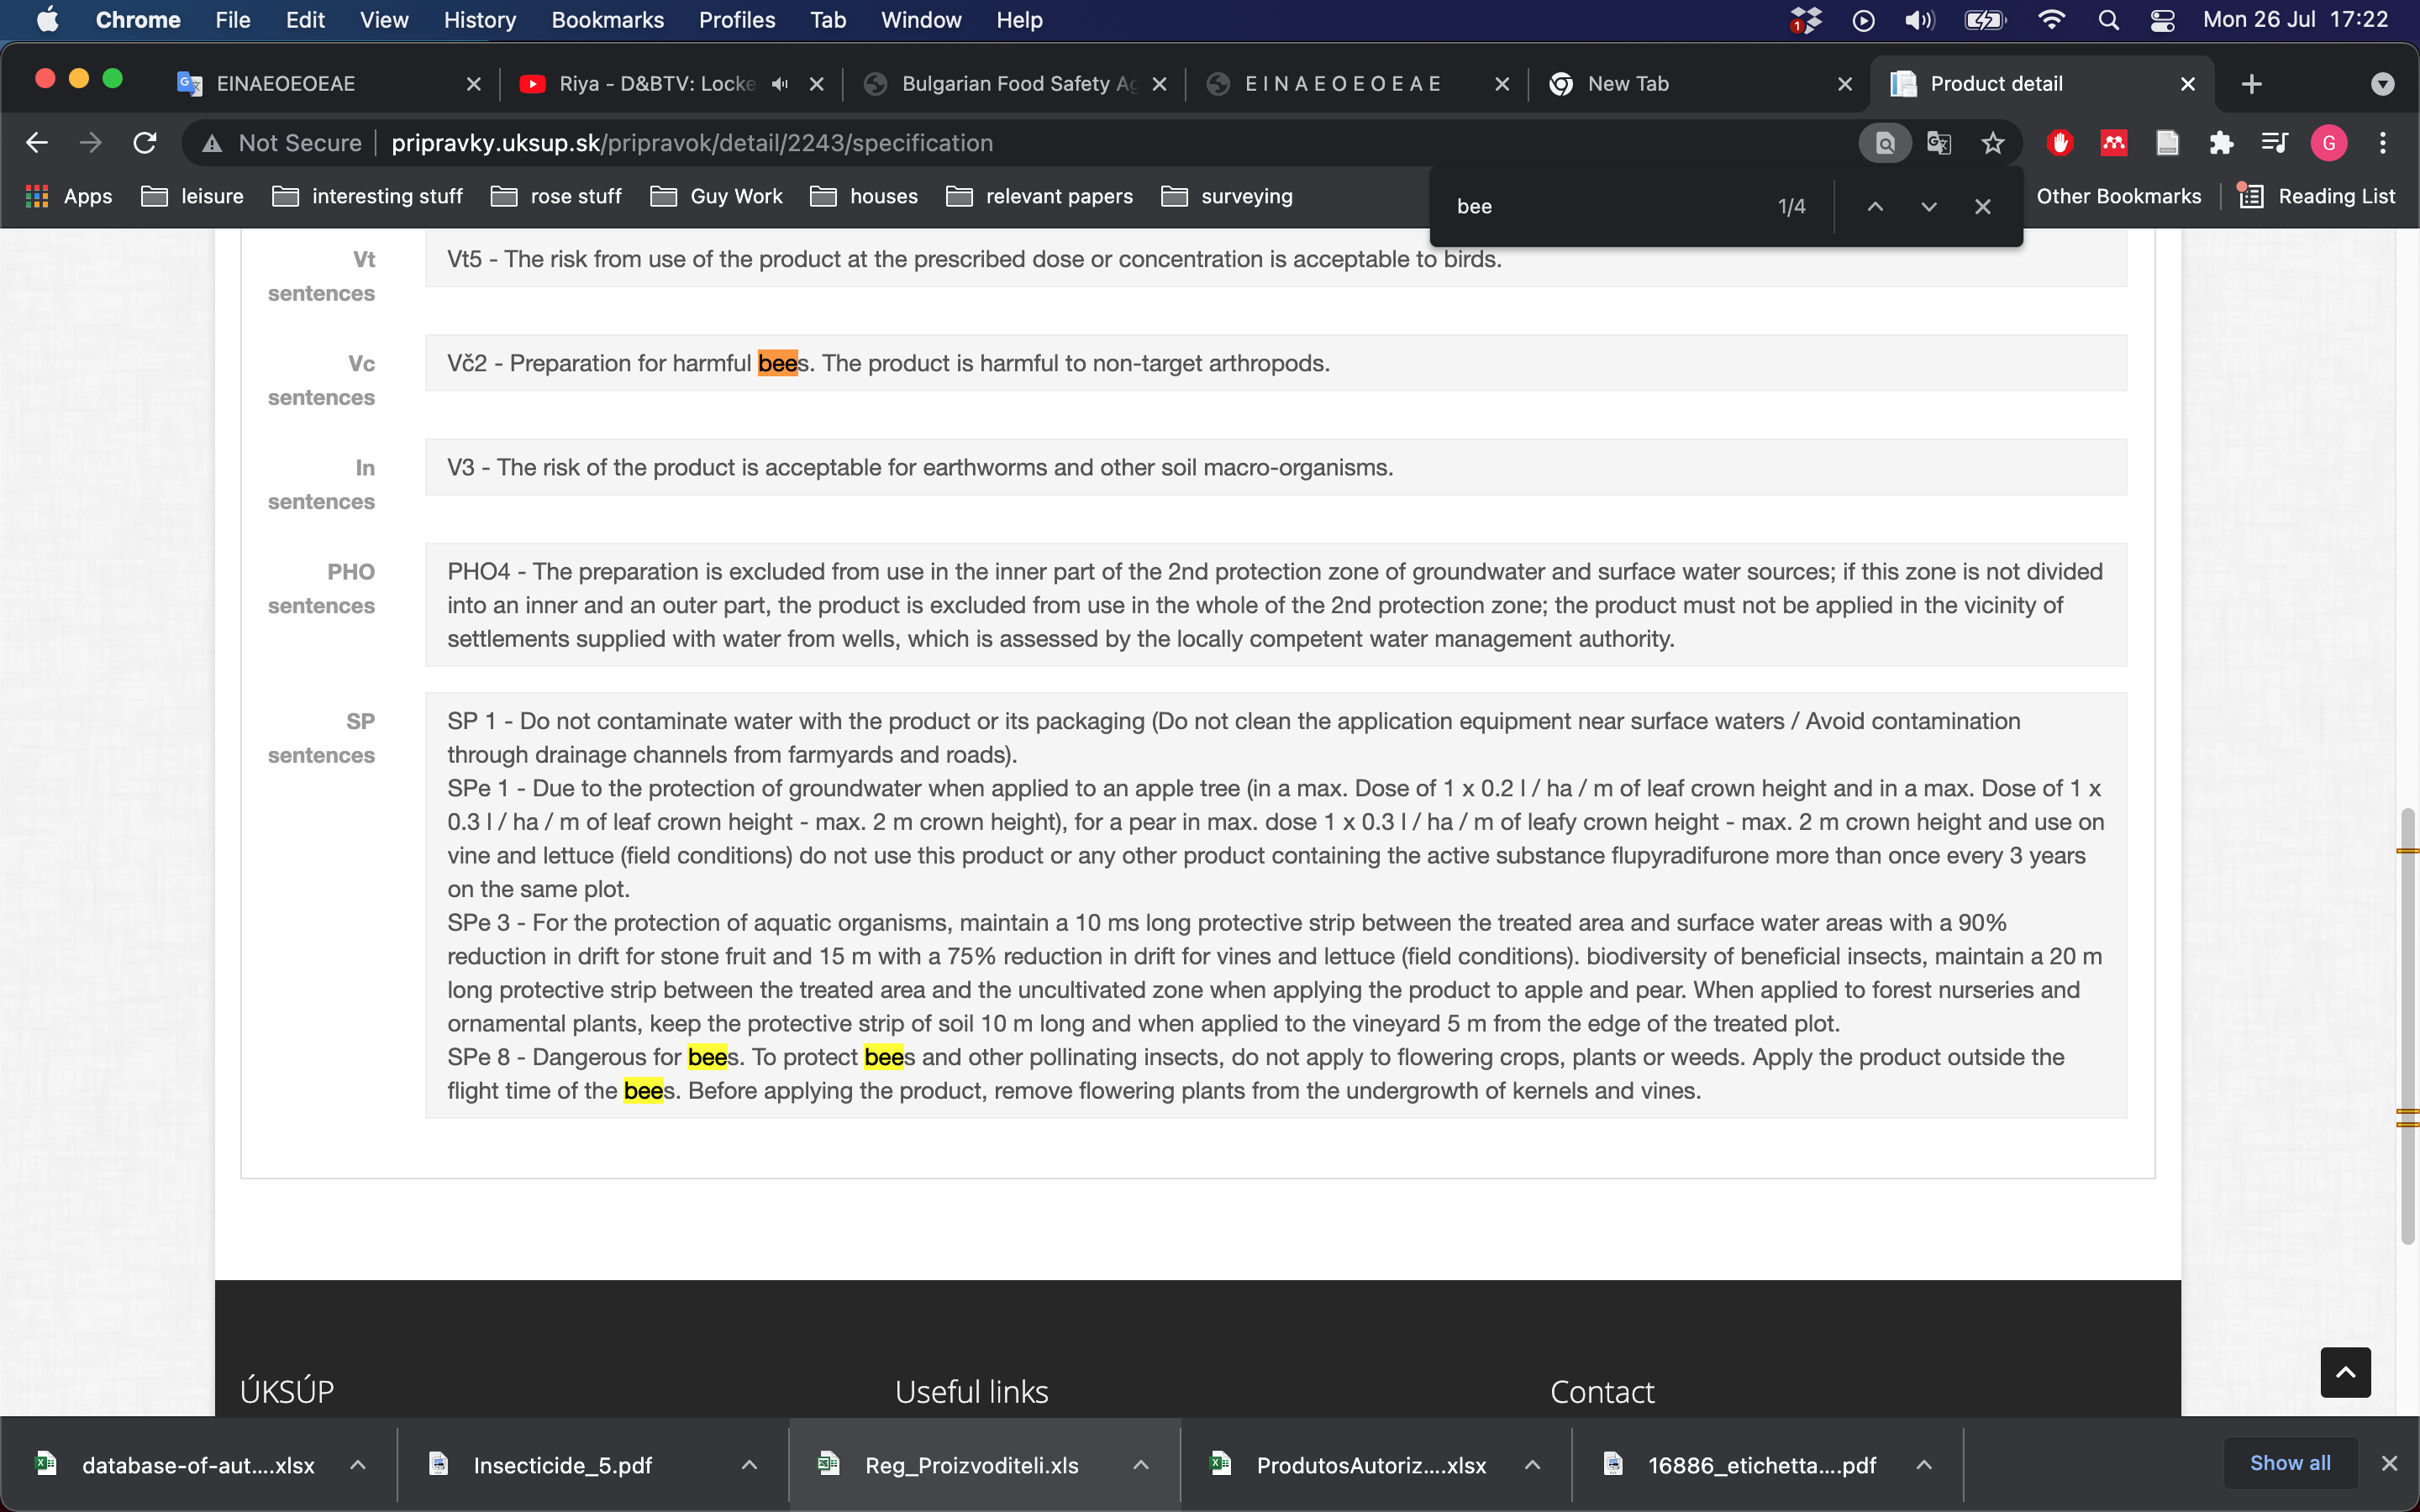 Chrome File Edit View History Bookmarks Profiles Tab Window Help 1 Mon 26 Jul 17:22
EINAEOEOEAE Riya - D&BTV: Locke Bulgarian Food Safety Ag E I N A E O E O E A E New Tab Product detail
Not Secure pripravky.uksup.sk/pripravok/detail/2243/specification G
Apps leisure interesting stuff rose stuff Guy Work houses relevant papers surveying Other Bookmarks Reading List
bee 1/4
Vt sentences
Vt5 - The risk from use of the product at the prescribed dose or concentration is acceptable to birds.
Vc sentences
Vč2 - Preparation for harmful bees. The product is harmful to non-target arthropods.
In sentences
V3 - The risk of the product is acceptable for earthworms and other soil macro-organisms.
PHO sentences
PHO4 - The preparation is excluded from use in the inner part of the 2nd protection zone of groundwater and surface water sources; if this zone is not divided
into an inner and an outer part, the product is excluded from use in the whole of the 2nd protection zone; the product must not be applied in the vicinity of
settlements supplied with water from wells, which is assessed by the locally competent water management authority.
SP sentences
SP 1 - Do not contaminate water with the product or its packaging (Do not clean the application equipment near surface waters / Avoid contamination
through drainage channels from farmyards and roads).
SPe 1 - Due to the protection of groundwater when applied to an apple tree (in a max. Dose of 1 x 0.2 l / ha / m of leaf crown height and in a max. Dose of 1 x
0.3 l / ha / m of leaf crown height - max. 2 m crown height), for a pear in max. dose 1 x 0.3 l / ha / m of leafy crown height - max. 2 m crown height and use on
vine and lettuce (field conditions) do not use this product or any other product containing the active substance flupyradifurone more than once every 3 years
on the same plot.
SPe 3 - For the protection of aquatic organisms, maintain a 10 ms long protective strip between the treated area and surface water areas with a 90%
reduction in drift for stone fruit and 15 m with a 75% reduction in drift for vines and lettuce (field conditions). biodiversity of beneficial insects, maintain a 20 m
long protective strip between the treated area and the uncultivated zone when applying the product to apple and pear. When applied to forest nurseries and
ornamental plants, keep the protective strip of soil 10 m long and when applied to the vineyard 5 m from the edge of the treated plot.
SPe 8 - Dangerous for bees. To protect bees and other pollinating insects, do not apply to flowering crops, plants or weeds. Apply the product outside the
flight time of the bees. Before applying the product, remove flowering plants from the undergrowth of kernels and vines.
ÚKSÚP Useful links Contact
database-of-aut....xlsx Insecticide_5.pdf Reg_Proizvoditeli.xls ProdutosAutoriz....xlsx 16886_etichetta....pdf Show all